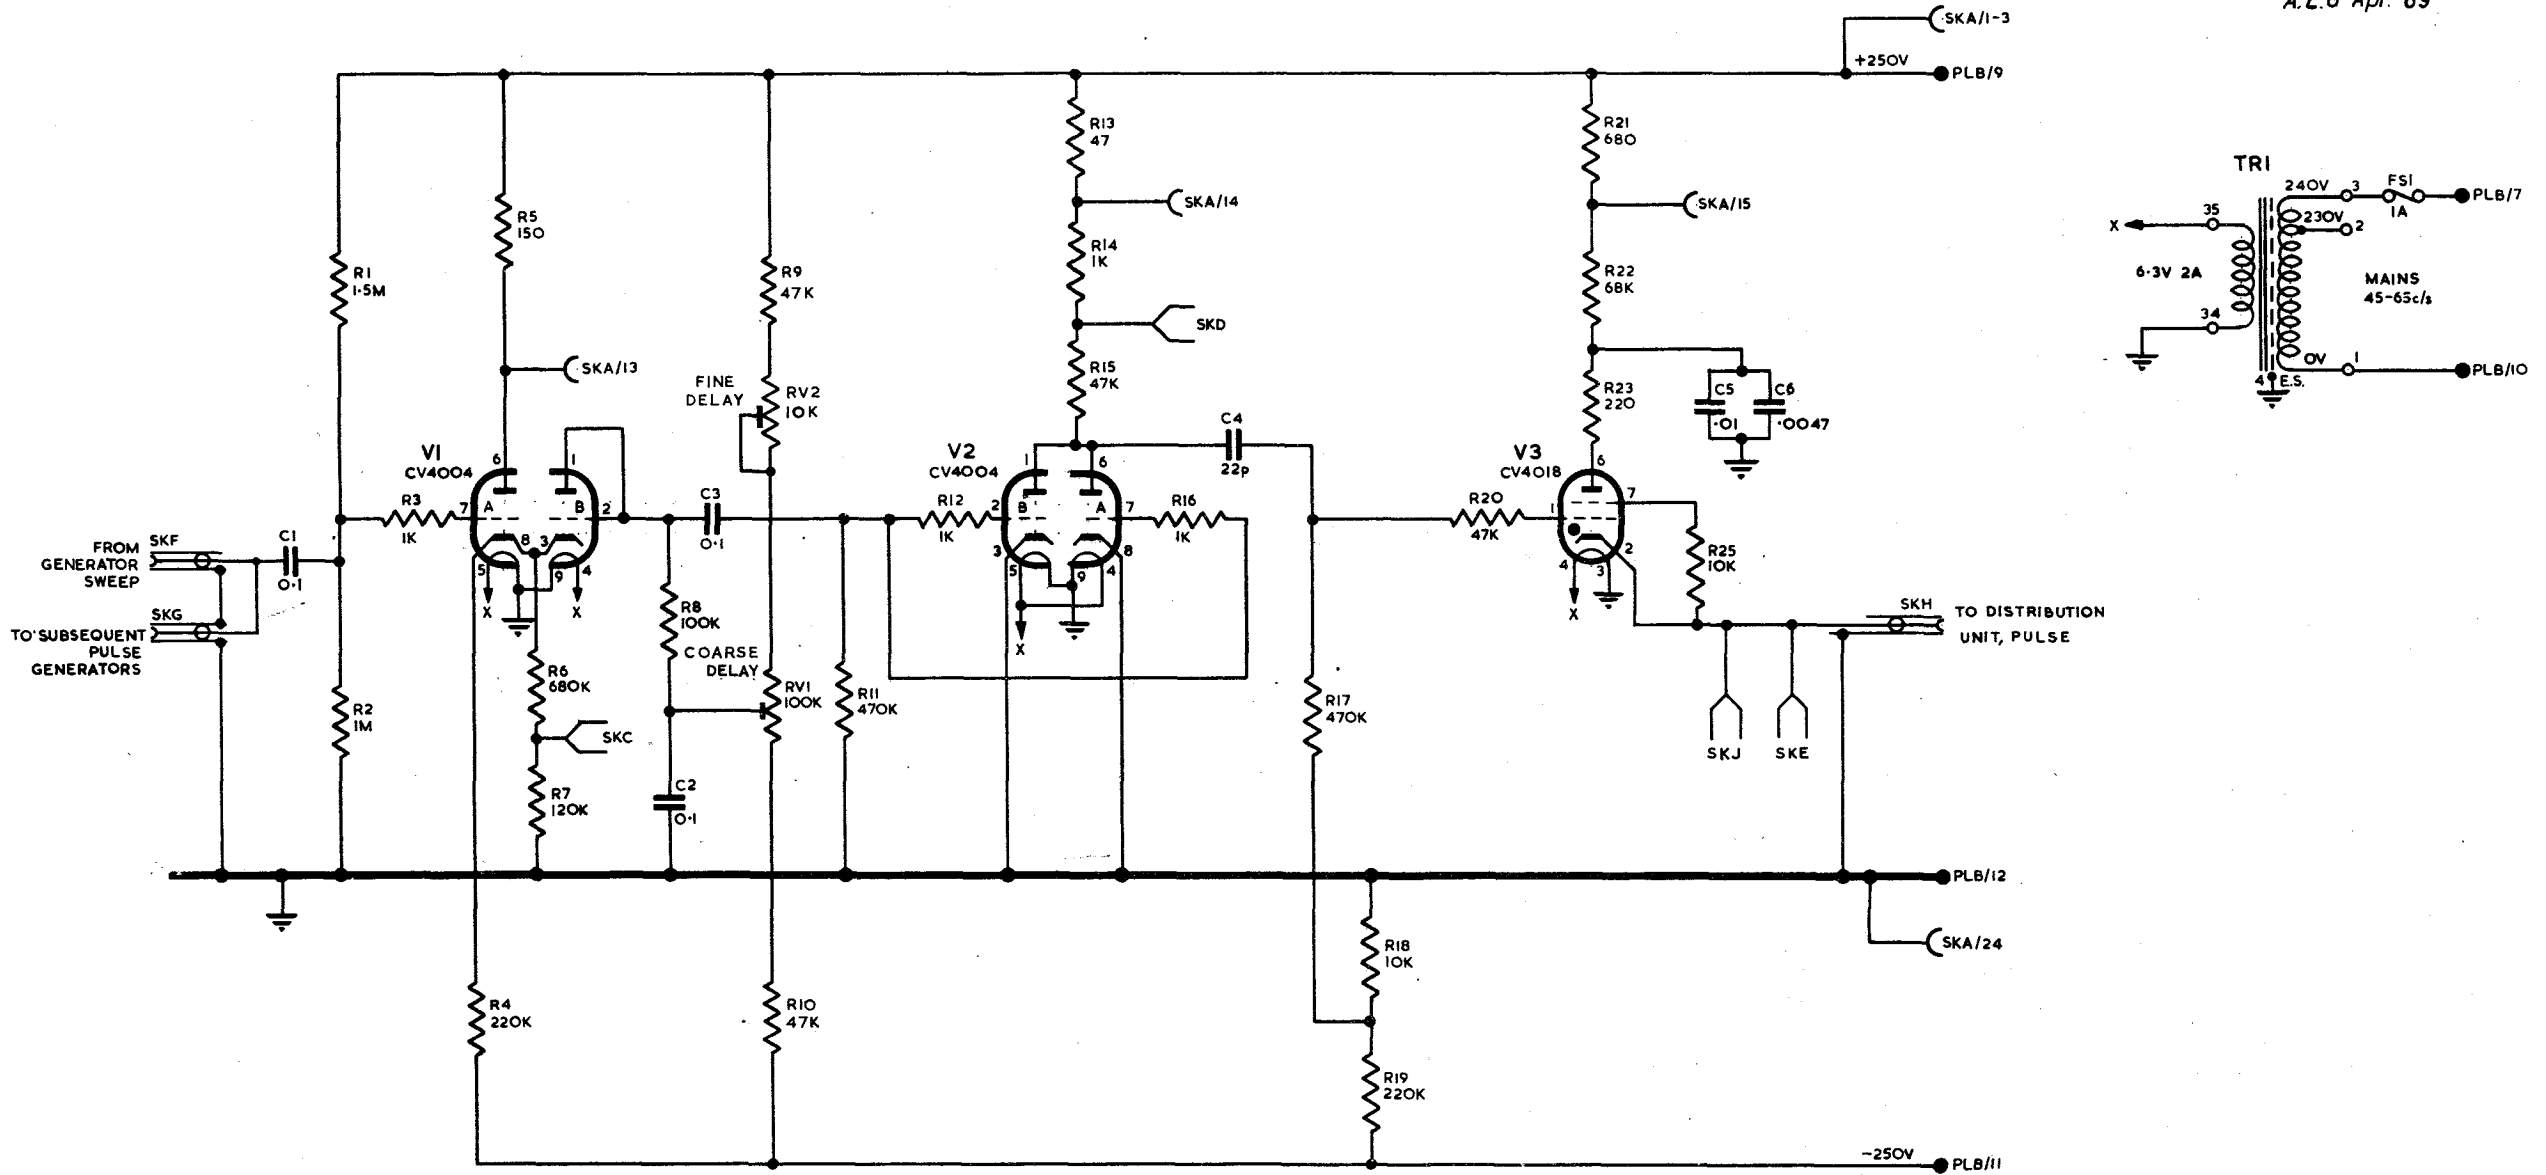 A.L.6 Apr. 69
SKA/1-3
+250V
PLB/9
R13
47
R21
680
TR1
240V
3
FS1
1A
PLB/7
35
230V
2
X
6·3V 2A
MAINS
45-65c/s
34
0V
1
PLB/10
4
E.S.
R5
150
SKA/14
SKA/15
R1
1·5M
R9
47K
R14
1K
R22
68K
SKD
SKA/13
FINE
DELAY
RV2
10K
R15
47K
R23
220
C5
·01
C6
·0047
V1
CV4004
6
1
V2
CV4004
1
6
C4
22p
V3
CV4018
6
R3
1K
7
A
B
2
C3
0·1
R12
1K
2
B
A
7
R16
1K
R20
47K
1
7
FROM
GENERATOR
SWEEP
SKF
C1
0·1
8
3
5
9
4
X
X
3
5
9
4
8
X
2
4
3
X
R25
10K
SKG
TO SUBSEQUENT
PULSE
GENERATORS
R8
100K
SKH
TO DISTRIBUTION
UNIT, PULSE
COARSE
DELAY
R6
680K
RV1
100K
R11
470K
R2
1M
R17
470K
SKC
SKJ
SKE
R7
120K
C2
0·1
PLB/12
R18
10K
SKA/24
R4
220K
R10
47K
R19
220K
-250V
PLB/11